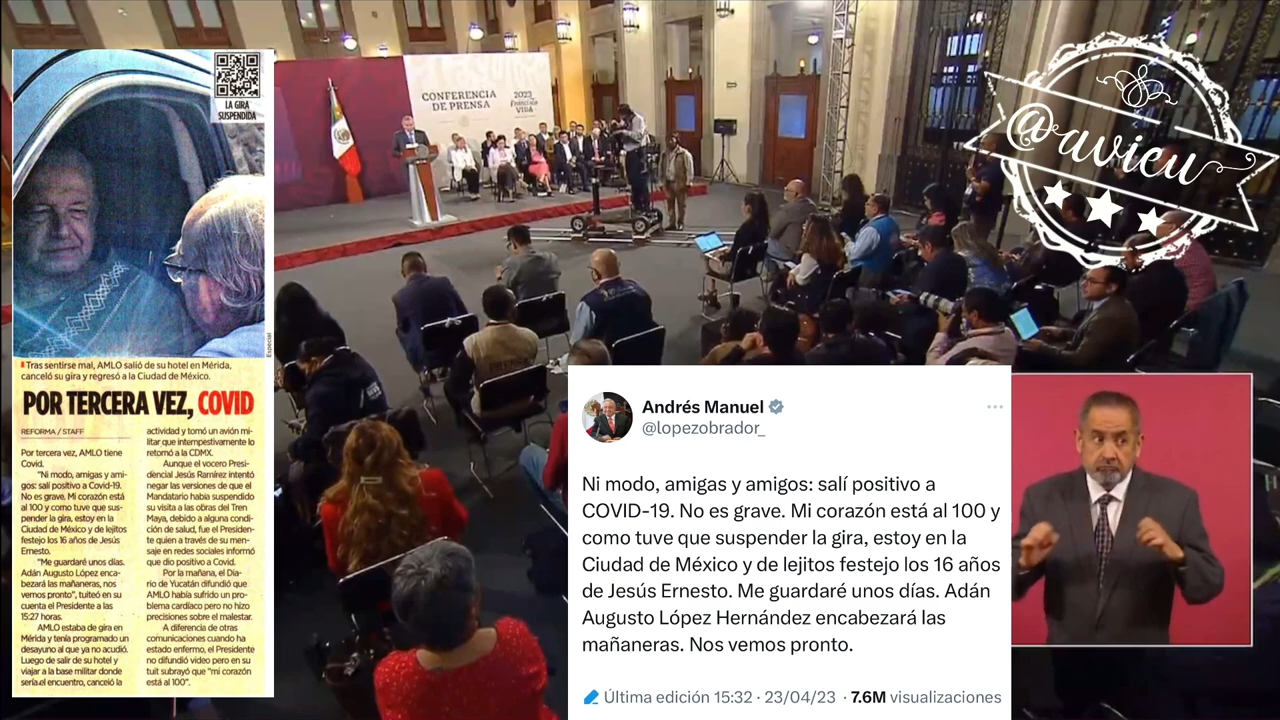 LA GIRA
SUSPENDIDA
Especial
Tras sentirse mal, AMLO salió de su hotel en Mérida,
canceló su gira y regresó a la Ciudad de México.
POR TERCERA VEZ, COVID
REFORMA / STAFF
Por tercera vez, AMLO tiene
Covid.
"Ni modo, amigas y ami-
gos: salí positivo a Covid-19.
No es grave. Mi corazón está
al 100 y como tuve que sus-
pender la gira, estoy en la
Ciudad de México y de lejitos
festejo los 16 años de Jesús
Ernesto.
"Me guardaré unos días.
Adán Augusto López enca-
bezará las mañaneras, nos
vemos pronto", tuiteó en su
cuenta el Presidente a las
15:27 horas.
AMLO estaba de gira en
Mérida y tenía programado un
desayuno al que ya no acudió.
Luego de salir de su hotel y
viajar a la base militar donde
sería el encuentro, canceló la
actividad y tomó un avión mi-
litar que intempestivamente lo
retornó a la CDMX.
Aunque el vocero Presi-
dencial Jesús Ramírez intentó
negar las versiones de que el
Mandatario había suspendido
su visita a las obras del Tren
Maya, debido a alguna condi-
ción de salud, fue el Presiden-
te quien a través de su men-
saje en redes sociales informó
que dio positivo a Covid.
Por la mañana, el Dia-
rio de Yucatán difundió que
AMLO había sufrido un pro-
blema cardíaco pero no hizo
precisiones sobre el malestar.
A diferencia de otras
comunicaciones cuando ha
estado enfermo, el Presidente
no difundió video pero en su
tuit subrayó que "mi corazón
está al 100".
CONFERENCIA
DE PRENSA
2023
Francisco
VILLA
@avicu
Andrés Manuel
@lopezobrador_
Ni modo, amigas y amigos: salí positivo a
COVID-19. No es grave. Mi corazón está al 100 y
como tuve que suspender la gira, estoy en la
Ciudad de México y de lejitos festejo los 16 años
de Jesús Ernesto. Me guardaré unos días. Adán
Augusto López Hernández encabezará las
mañaneras. Nos vemos pronto.
Última edición 15:32 · 23/04/23 · 7.6M visualizaciones